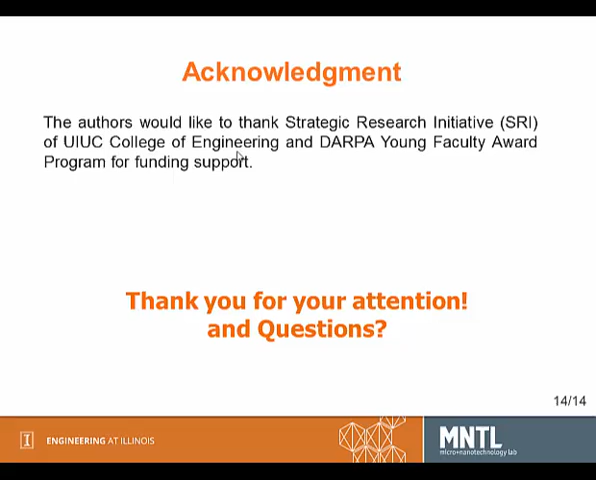 Acknowledgment
The authors would like to thank Strategic Research Initiative (SRI)
of UIUC College of Engineering and DARPA Young Faculty Award
Program for funding support.
Thank you for your attention!
and Questions?
14/14
I ENGINEERING AT ILLINOIS
MNTL
micro+nanotechnology lab